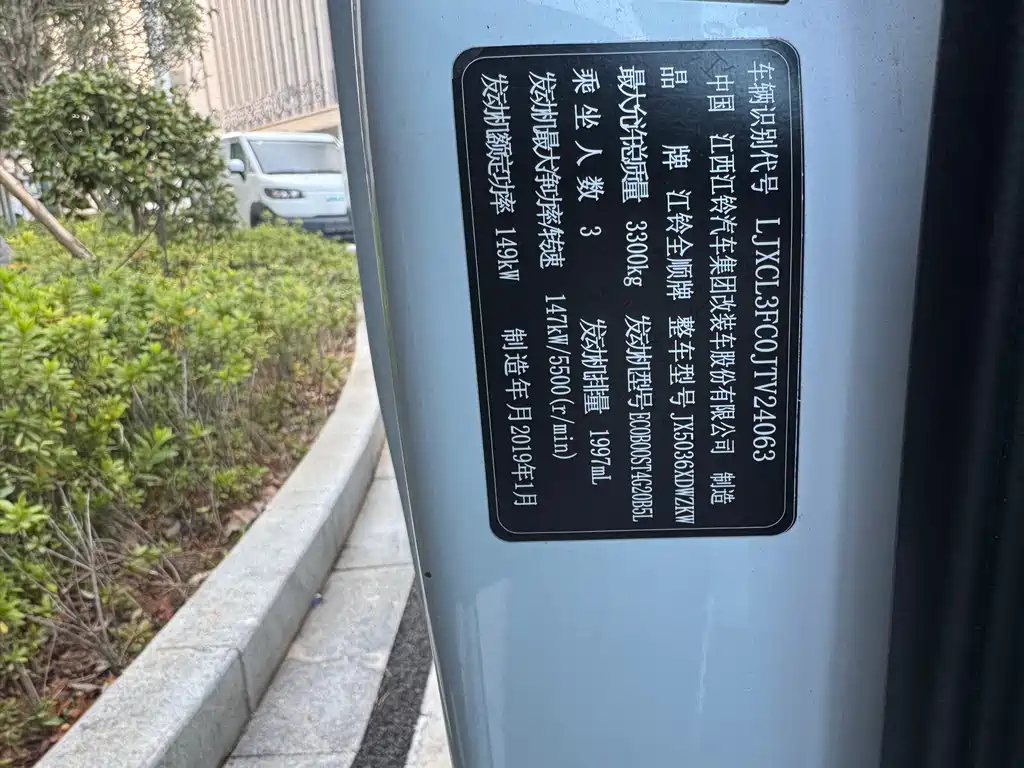 车辆识别代号 LJXCL3FC0JTV24063
中国 江西江铃汽车集团改装车股份有限公司 制造
品牌 江铃全顺牌 整车型号 JX5036XDWZKW
最大允许总质量 3300kg 发动机型号 ECOBOOST4G20B5L
乘坐人数 3 发动机排量 1997mL
发动机最大净功率/转速 147kW/5500(r/min)
发动机额定功率 149kW 制造年月2019年1月